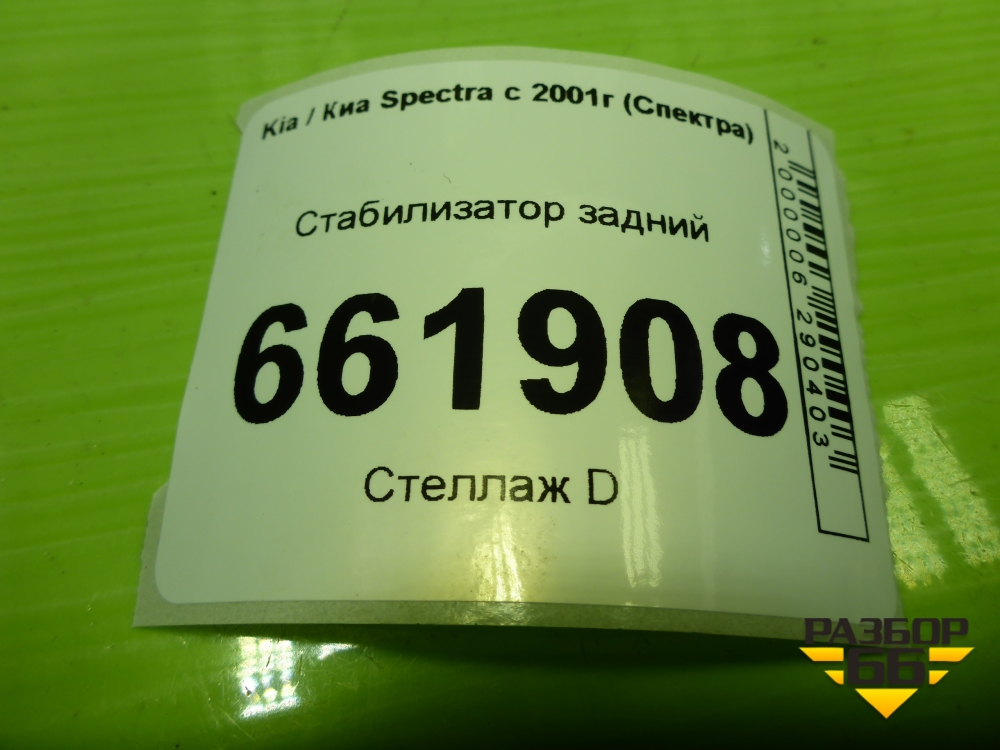 Kia / Киа Spectra с 2001г (Спектра)
Стабилизатор задний
661908
Стеллаж D
2000006290403
РАЗБОР
66